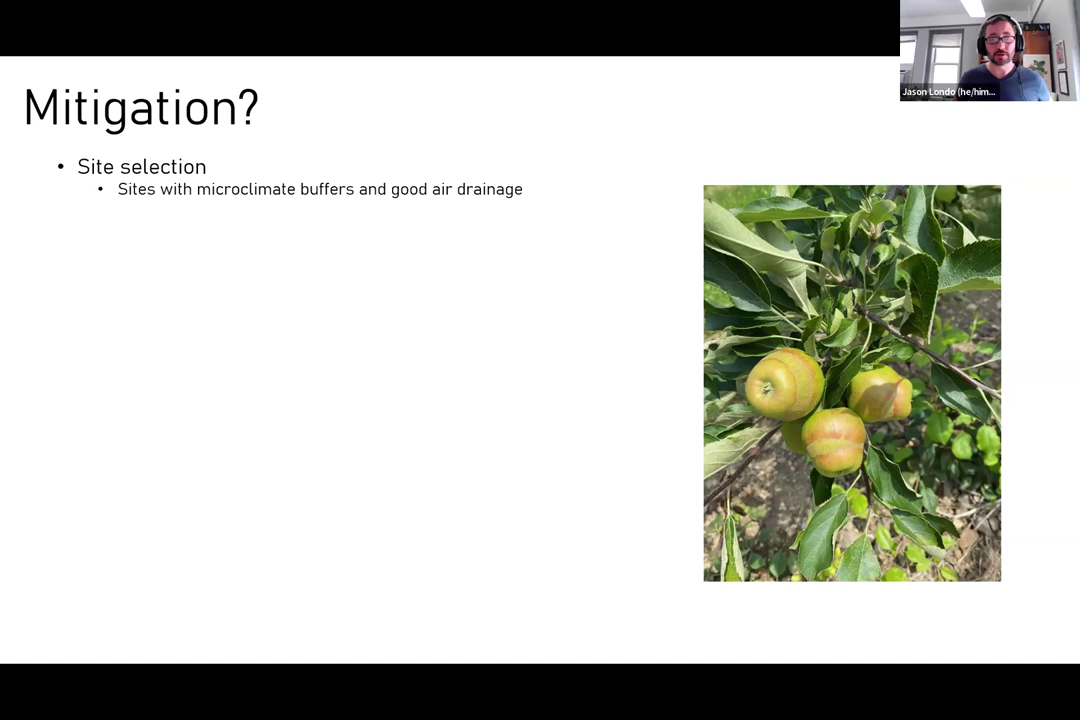 Jason Londo (he/him...
Mitigation?
• Site selection
• Sites with microclimate buffers and good air drainage